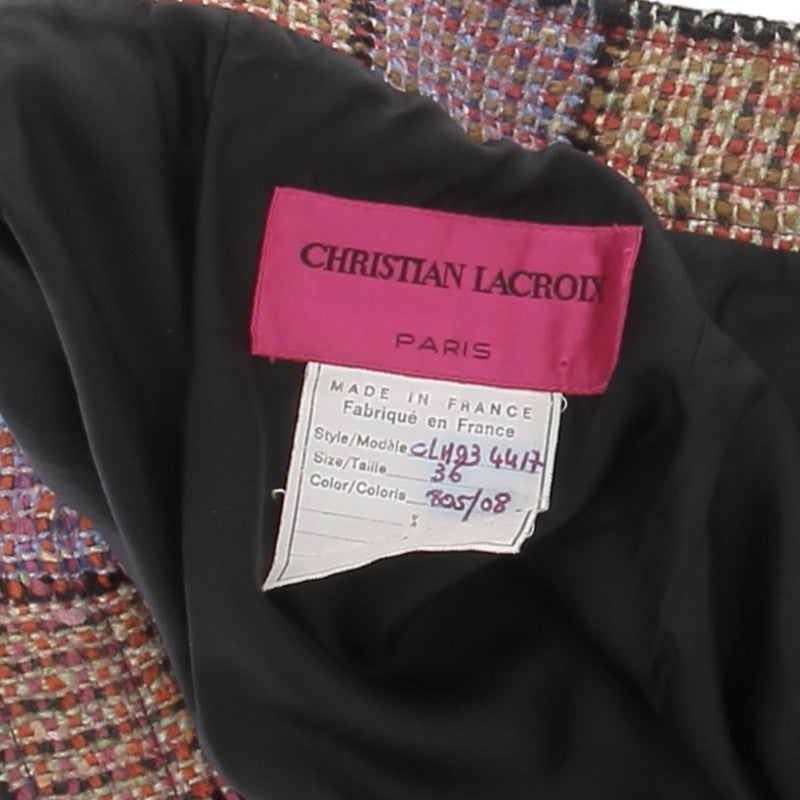 CHRISTIAN LACROIX
PARIS
MADE IN FRANCE
Fabriqué en France
Style/Modèle CLH93 4417
Size/Taille 36
Color/Coloris 805/08